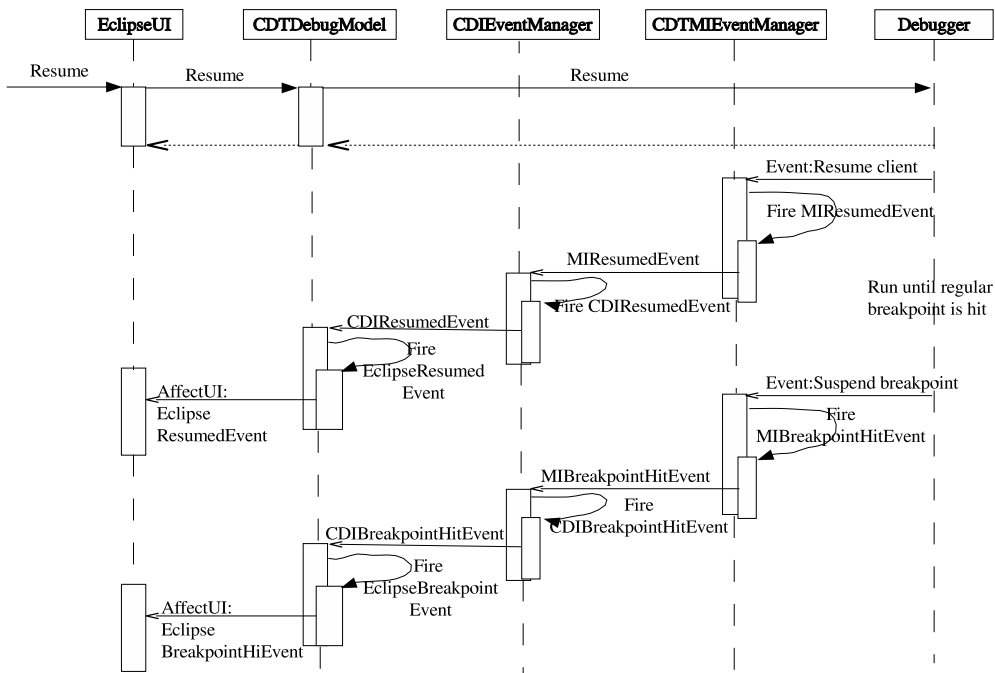 EclipseUI
CDTDebugModel
CDIEventManager
CDTMIEventManager
Debugger
Resume
Resume
Resume
Event:Resume client
Fire MIResumedEvent
MIResumedEvent
Fire CDIResumedEvent
Run until regular
breakpoint is hit
CDIResumedEvent
Fire
EclipseResumed
Event
AffectUI:
Eclipse
ResumedEvent
Event:Suspend breakpoint
Fire
MIBreakpointHitEvent
MIBreakpointHitEvent
Fire
CDIBreakpointHitEvent
CDIBreakpointHitEvent
Fire
EclipseBreakpoint
Event
AffectUI:
Eclipse
BreakpointHiEvent